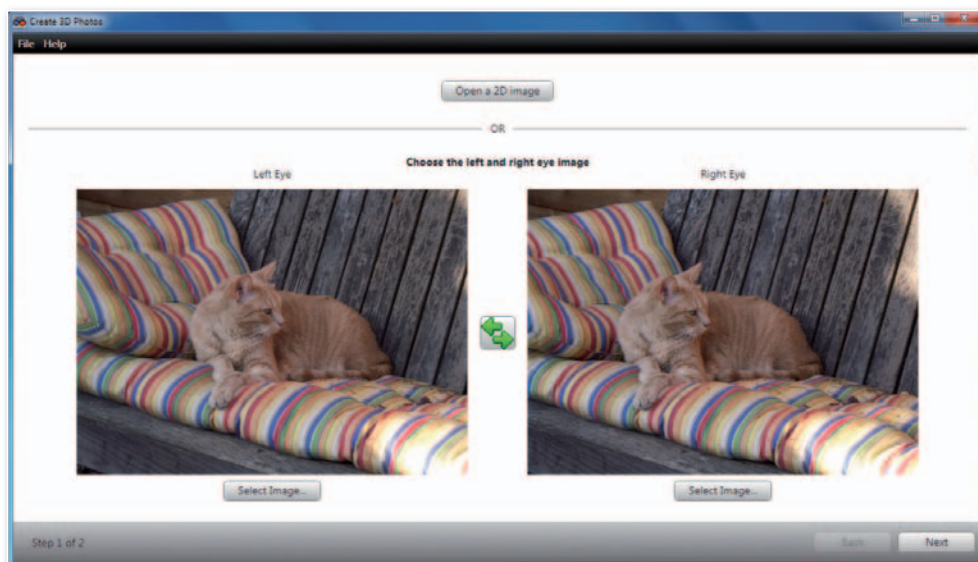 Create 3D Photos
File Help
Open a 2D image
OR
Choose the left and right eye image
Left Eye
Right Eye
Select Image...
Select Image...
Step 1 of 2
Back
Next